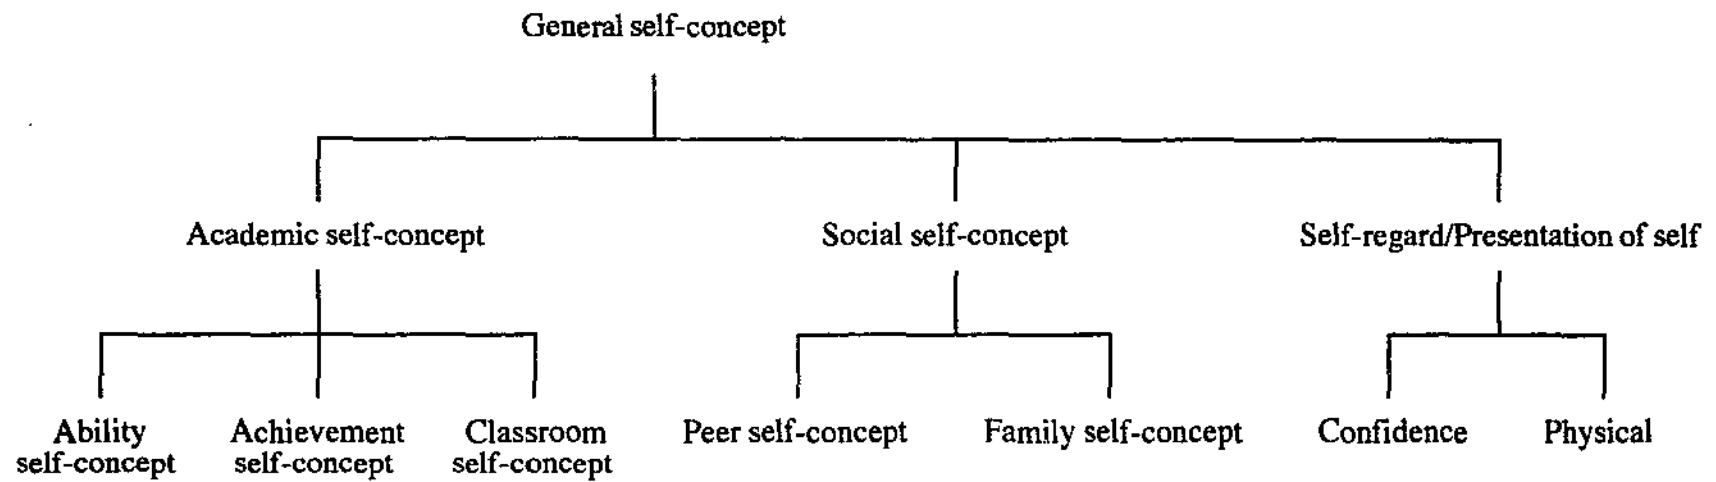 General self-concept
Academic self-concept
Social self-concept
Self-regard/Presentation of self
Ability
self-concept
Achievement
self-concept
Classroom
self-concept
Peer self-concept
Family self-concept
Confidence
Physical